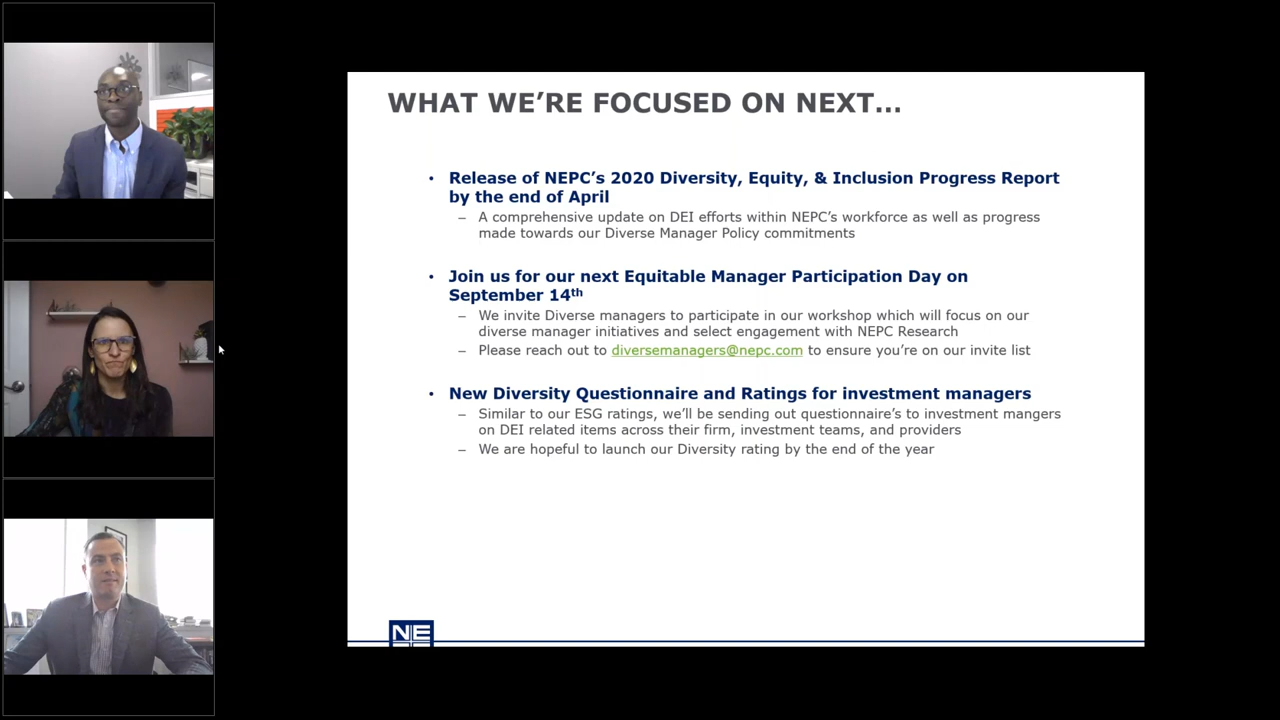 WHAT WE'RE FOCUSED ON NEXT...
• Release of NEPC's 2020 Diversity, Equity, & Inclusion Progress Report
by the end of April
– A comprehensive update on DEI efforts within NEPC's workforce as well as progress
made towards our Diverse Manager Policy commitments
• Join us for our next Equitable Manager Participation Day on
September 14th
– We invite Diverse managers to participate in our workshop which will focus on our
diverse manager initiatives and select engagement with NEPC Research
– Please reach out to diversemanagers@nepc.com to ensure you're on our invite list
• New Diversity Questionnaire and Ratings for investment managers
– Similar to our ESG ratings, we'll be sending out questionnaire's to investment mangers
on DEI related items across their firm, investment teams, and providers
– We are hopeful to launch our Diversity rating by the end of the year
NE